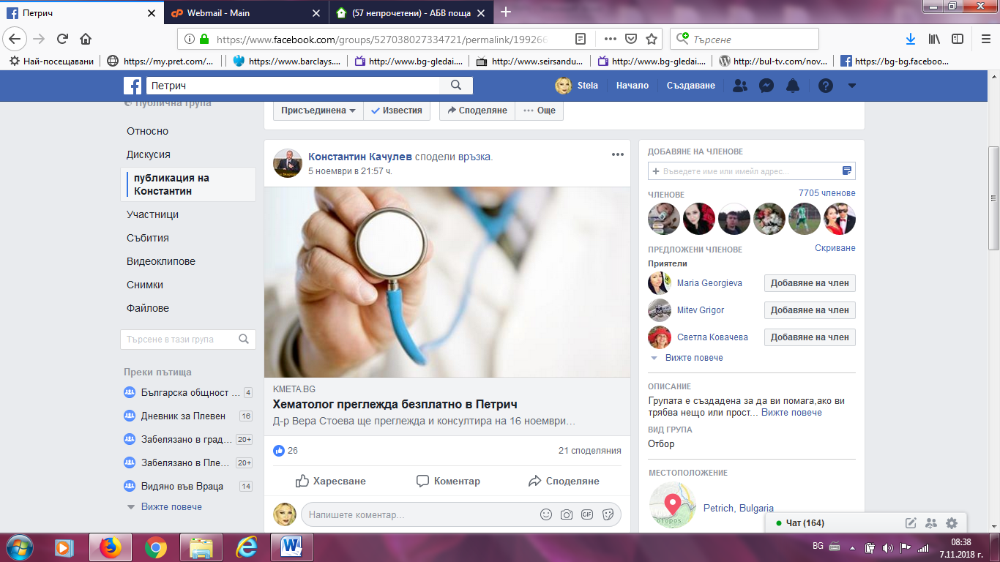 Петрич
Webmail - Main
(57 непрочетени) - АБВ поща
https://www.facebook.com/groups/527038027334721/permalink/19926
Търсене
Най-посещавани
https://my.pret.com/...
https://www.barclays....
http://www.bg-gledai....
http://www.seirsandu...
http://www.bg-gledai....
http://bul-tv.com/nov...
https://bg-bg.faceboo...
Петрич
Stela
Начало
Създаване
Публична група
Присъединена
Известия
Споделяне
Още
Относно
Дискусия
публикация на
Константин
Участници
Събития
Видеоклипове
Снимки
Файлове
Търсене в тази група
Преки пътища
Българска общност ... 4
Дневник за Плевен 16
Забелязано в град... 20+
Забелязано в Пле... 20+
Видяно във Враца 14
Вижте повече
Константин Качулев сподели връзка.
5 ноември в 21:57 ч.
KMETA.BG
Хематолог преглежда безплатно в Петрич
Д-р Вера Стоева ще преглежда и консултира на 16 ноември...
26
21 споделяния
Харесване
Коментар
Споделяне
Напишете коментар...
GIF
ДОБАВЯНЕ НА ЧЛЕНОВЕ
Въведете име или имейл адрес...
ЧЛЕНОВЕ
7705 членове
ПРЕДЛОЖЕНИ ЧЛЕНОВЕ
Скриване
Приятели
Maria Georgieva
Добавяне на член
Mitev Grigor
Добавяне на член
Светла Ковачева
Добавяне на член
Вижте повече
ОПИСАНИЕ
Групата е създадена за да ви помага,ако ви
трябва нещо или прост... Вижте повече
ВИД ГРУПА
Отбор
МЕСТОПОЛОЖЕНИЕ
Petrich, Bulgaria
Чат (164)
BG
08:38
7.11.2018 г.